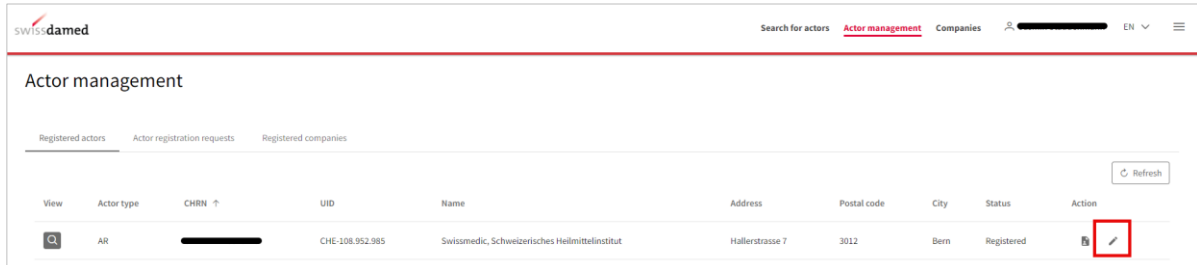 swissdamed Search for actors Actor management Companies EN
Actor management
Registered actors Actor registration requests Registered companies
Refresh
View Actor type CHRN ↑ UID Name Address Postal code City Status Action
AR CHE-108.952.985 Swissmedic, Schweizerisches Heilmittelinstitut Hallerstrasse 7 3012 Bern Registered